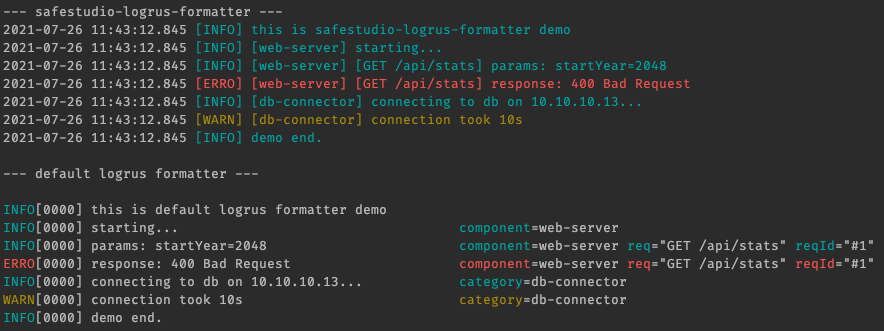 --- safestudio-logrus-formatter ---
2021-07-26 11:43:12.845 [INFO] this is safestudio-logrus-formatter demo
2021-07-26 11:43:12.845 [INFO] [web-server] starting...
2021-07-26 11:43:12.845 [INFO] [web-server] [GET /api/stats] params: startYear=2048
2021-07-26 11:43:12.845 [ERRO] [web-server] [GET /api/stats] response: 400 Bad Request
2021-07-26 11:43:12.845 [INFO] [db-connector] connecting to db on 10.10.10.13...
2021-07-26 11:43:12.845 [WARN] [db-connector] connection took 10s
2021-07-26 11:43:12.845 [INFO] demo end.
--- default logrus formatter ---
INFO[0000] this is default logrus formatter demo
INFO[0000] starting... component=web-server
INFO[0000] params: startYear=2048 component=web-server req="GET /api/stats" reqId="#1"
ERRO[0000] response: 400 Bad Request component=web-server req="GET /api/stats" reqId="#1"
INFO[0000] connecting to db on 10.10.10.13... category=db-connector
WARN[0000] connection took 10s category=db-connector
INFO[0000] demo end.